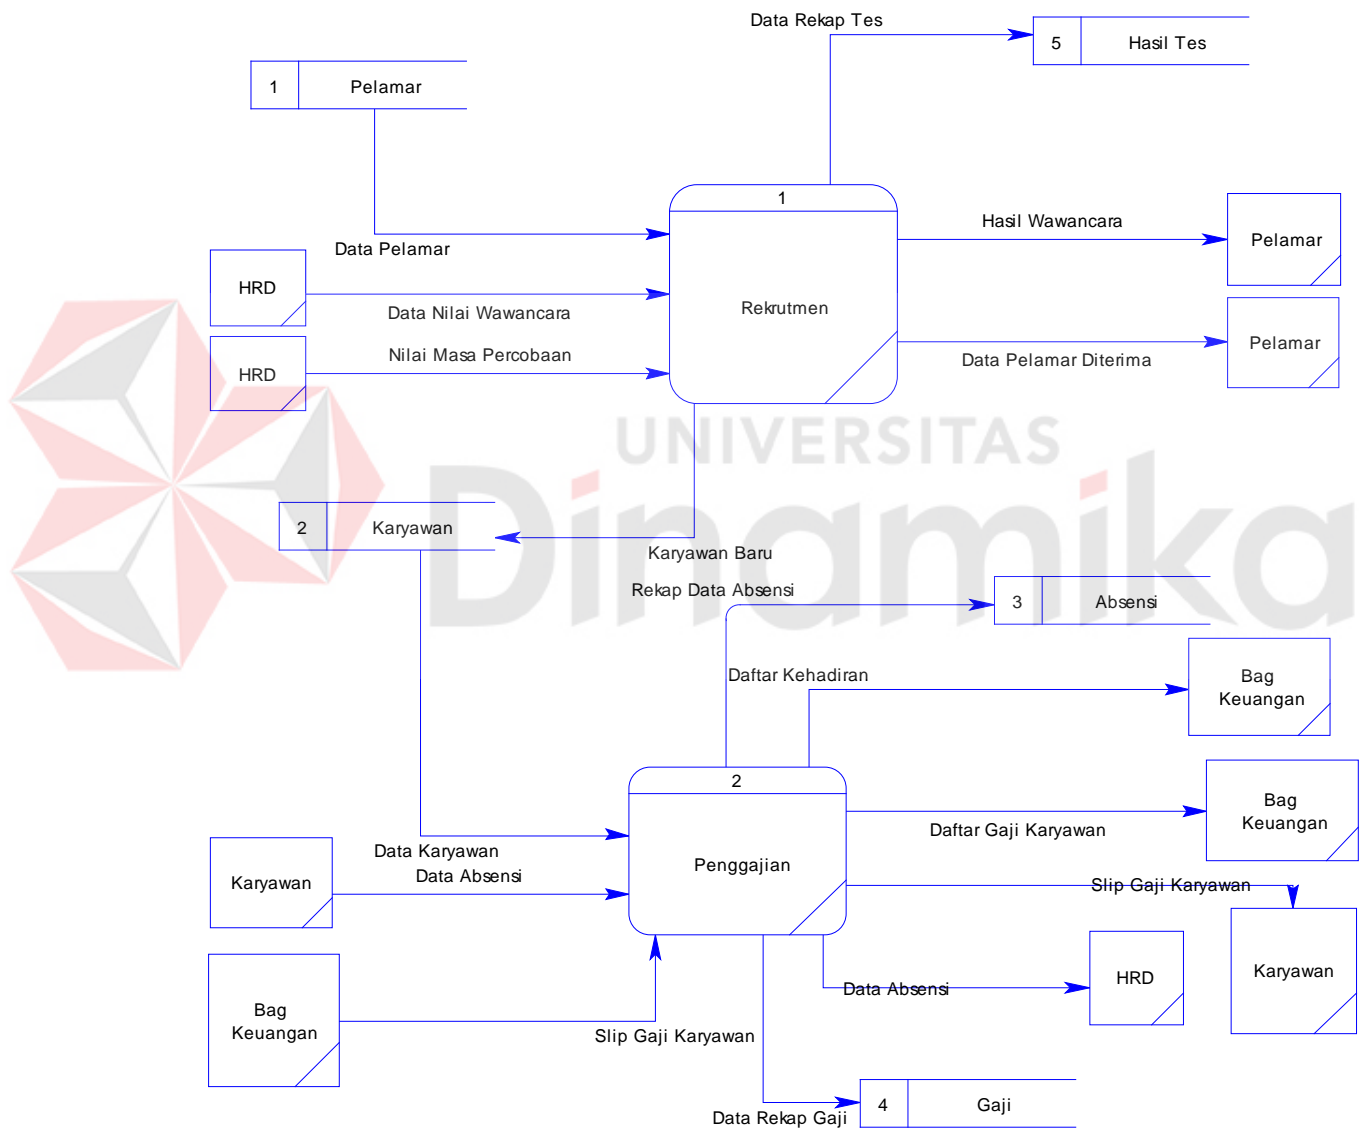 Data Rekap Tes
5 Hasil Tes
1 Pelamar
1
Hasil Wawancara
Pelamar
Data Pelamar
HRD
Rekrutmen
Data Nilai Wawancara
Pelamar
Nilai Masa Percobaan
Data Pelamar Diterima
HRD
UNIVERSITAS
Dinamika
2 Karyawan
Karyawan Baru
Rekap Data Absensi
3 Absensi
Daftar Kehadiran
Bag
Keuangan
2
Bag
Keuangan
Daftar Gaji Karyawan
Data Karyawan
Penggajian
Data Absensi
Karyawan
Slip Gaji Karyawan
Karyawan
HRD
Data Absensi
Bag
Keuangan
Slip Gaji Karyawan
4 Gaji
Data Rekap Gaji